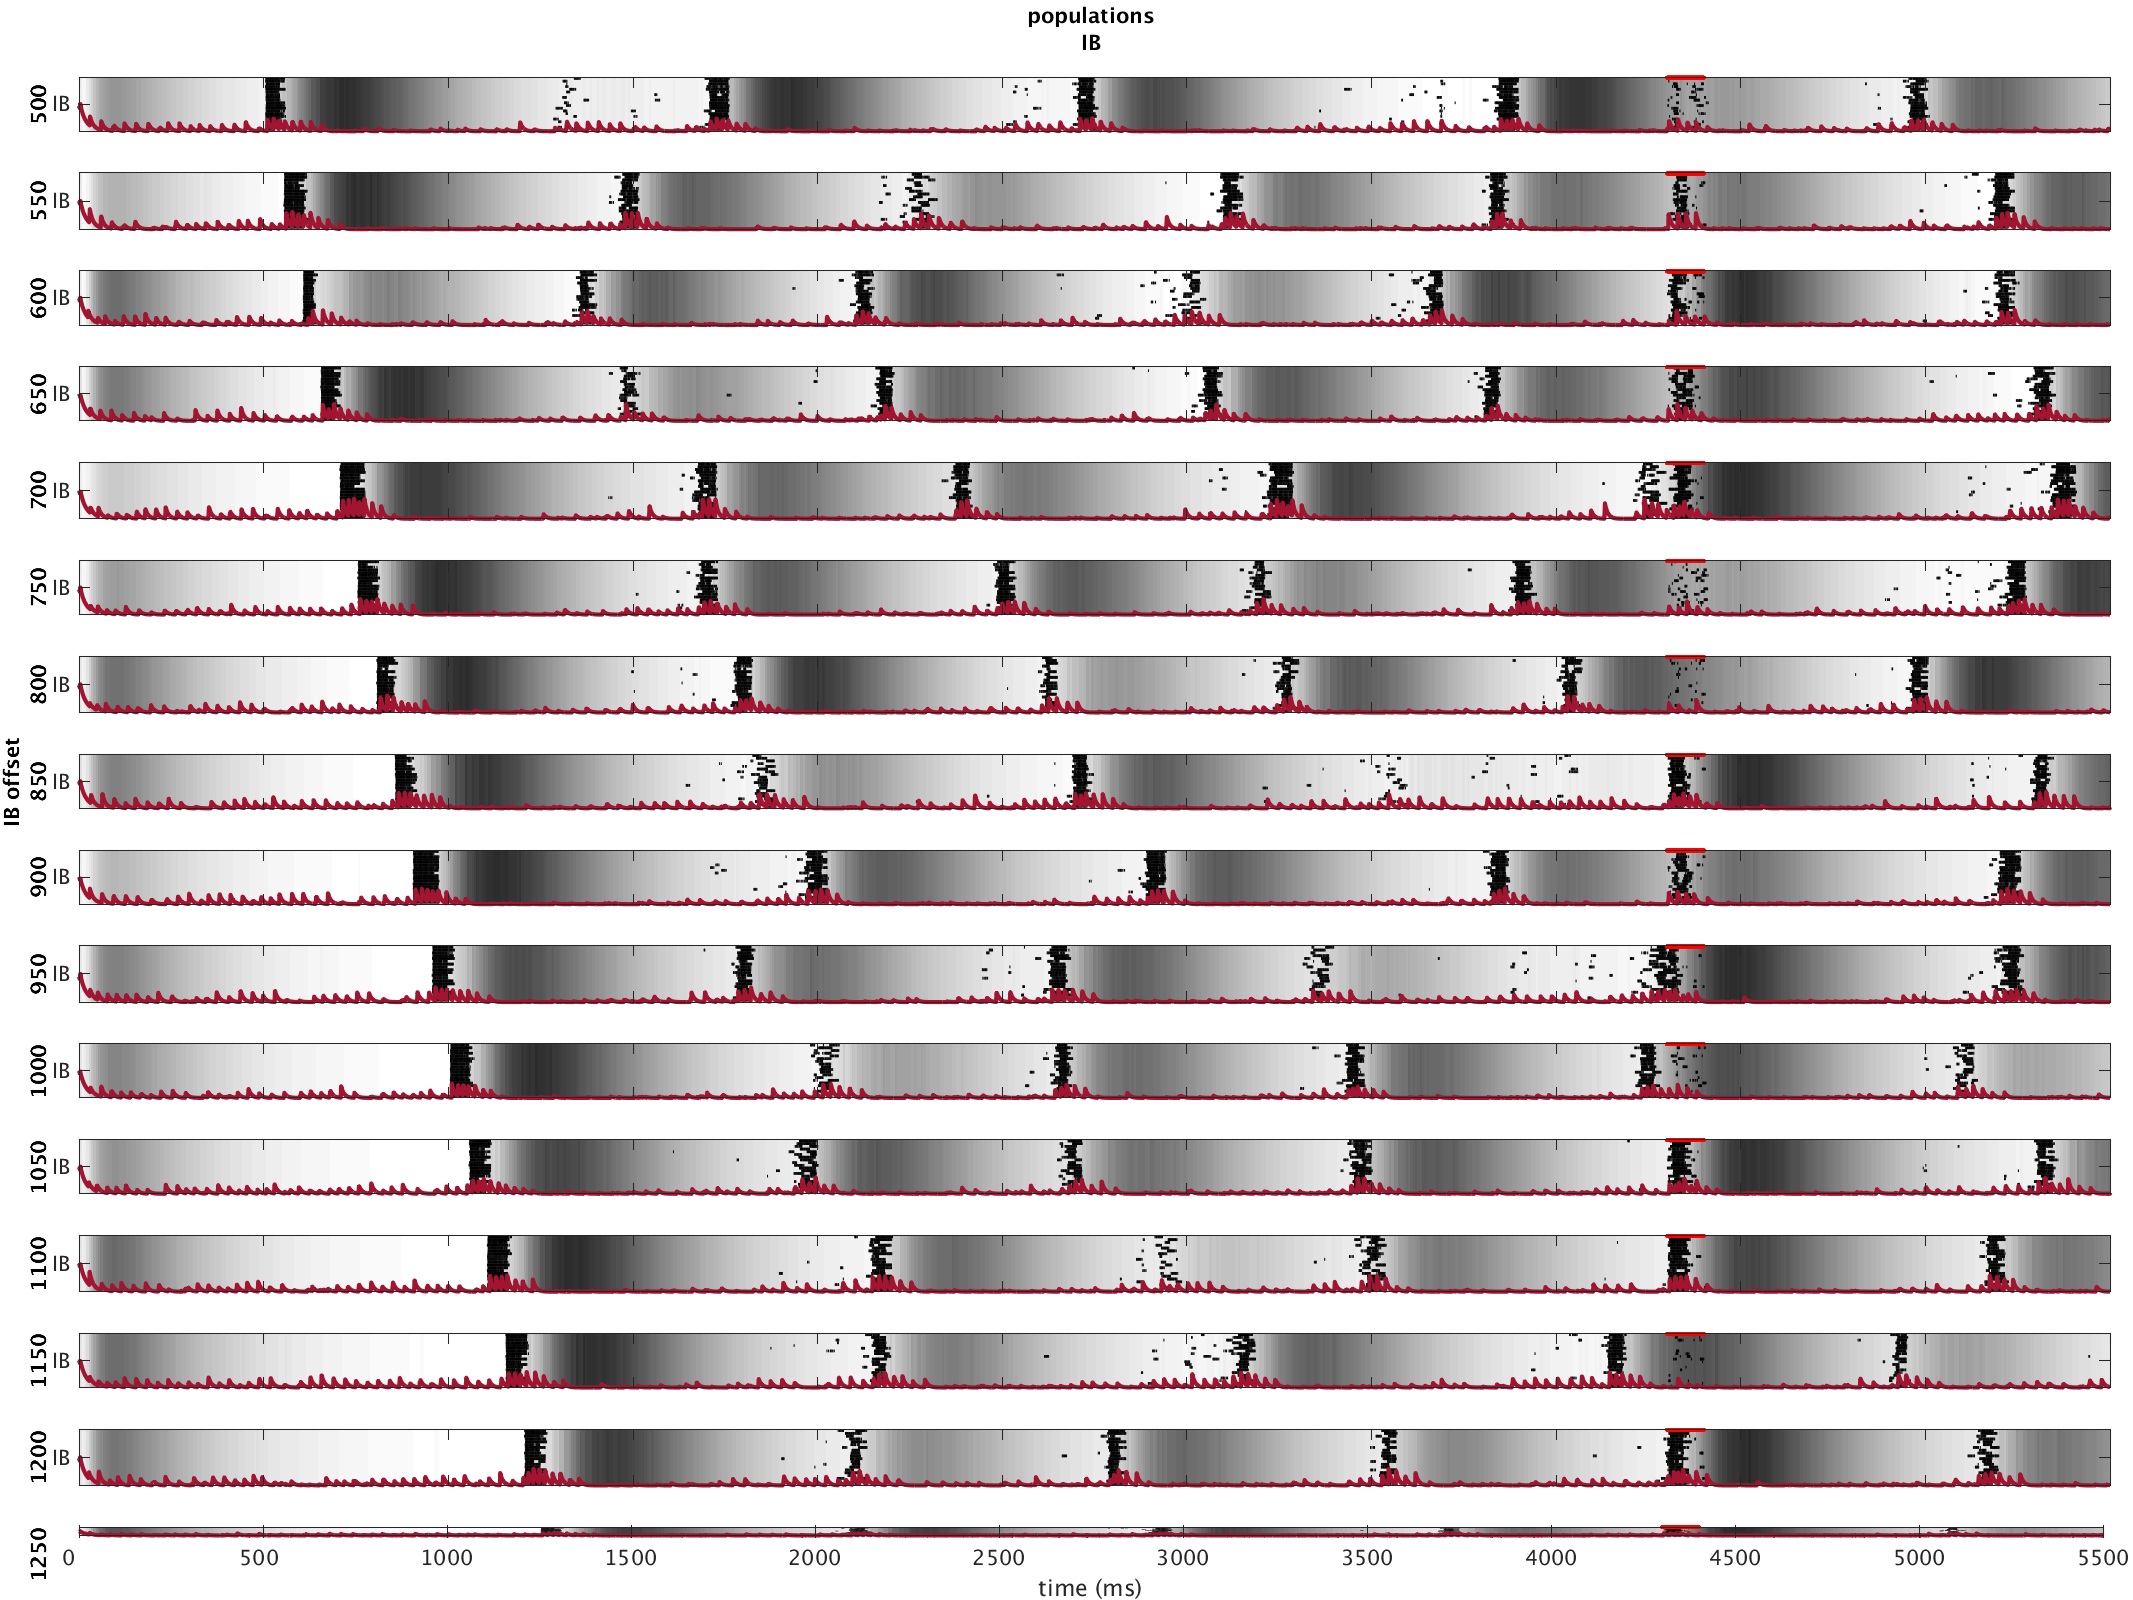 populations
IB
500 IB
550 IB
600 IB
650 IB
700 IB
750 IB
800 IB
IB offset
850 IB
900 IB
950 IB
1000 IB
1050 IB
1100 IB
1150 IB
1200 IB
1250
0 500 1000 1500 2000 2500 3000 3500 4000 4500 5000 5500
time (ms)